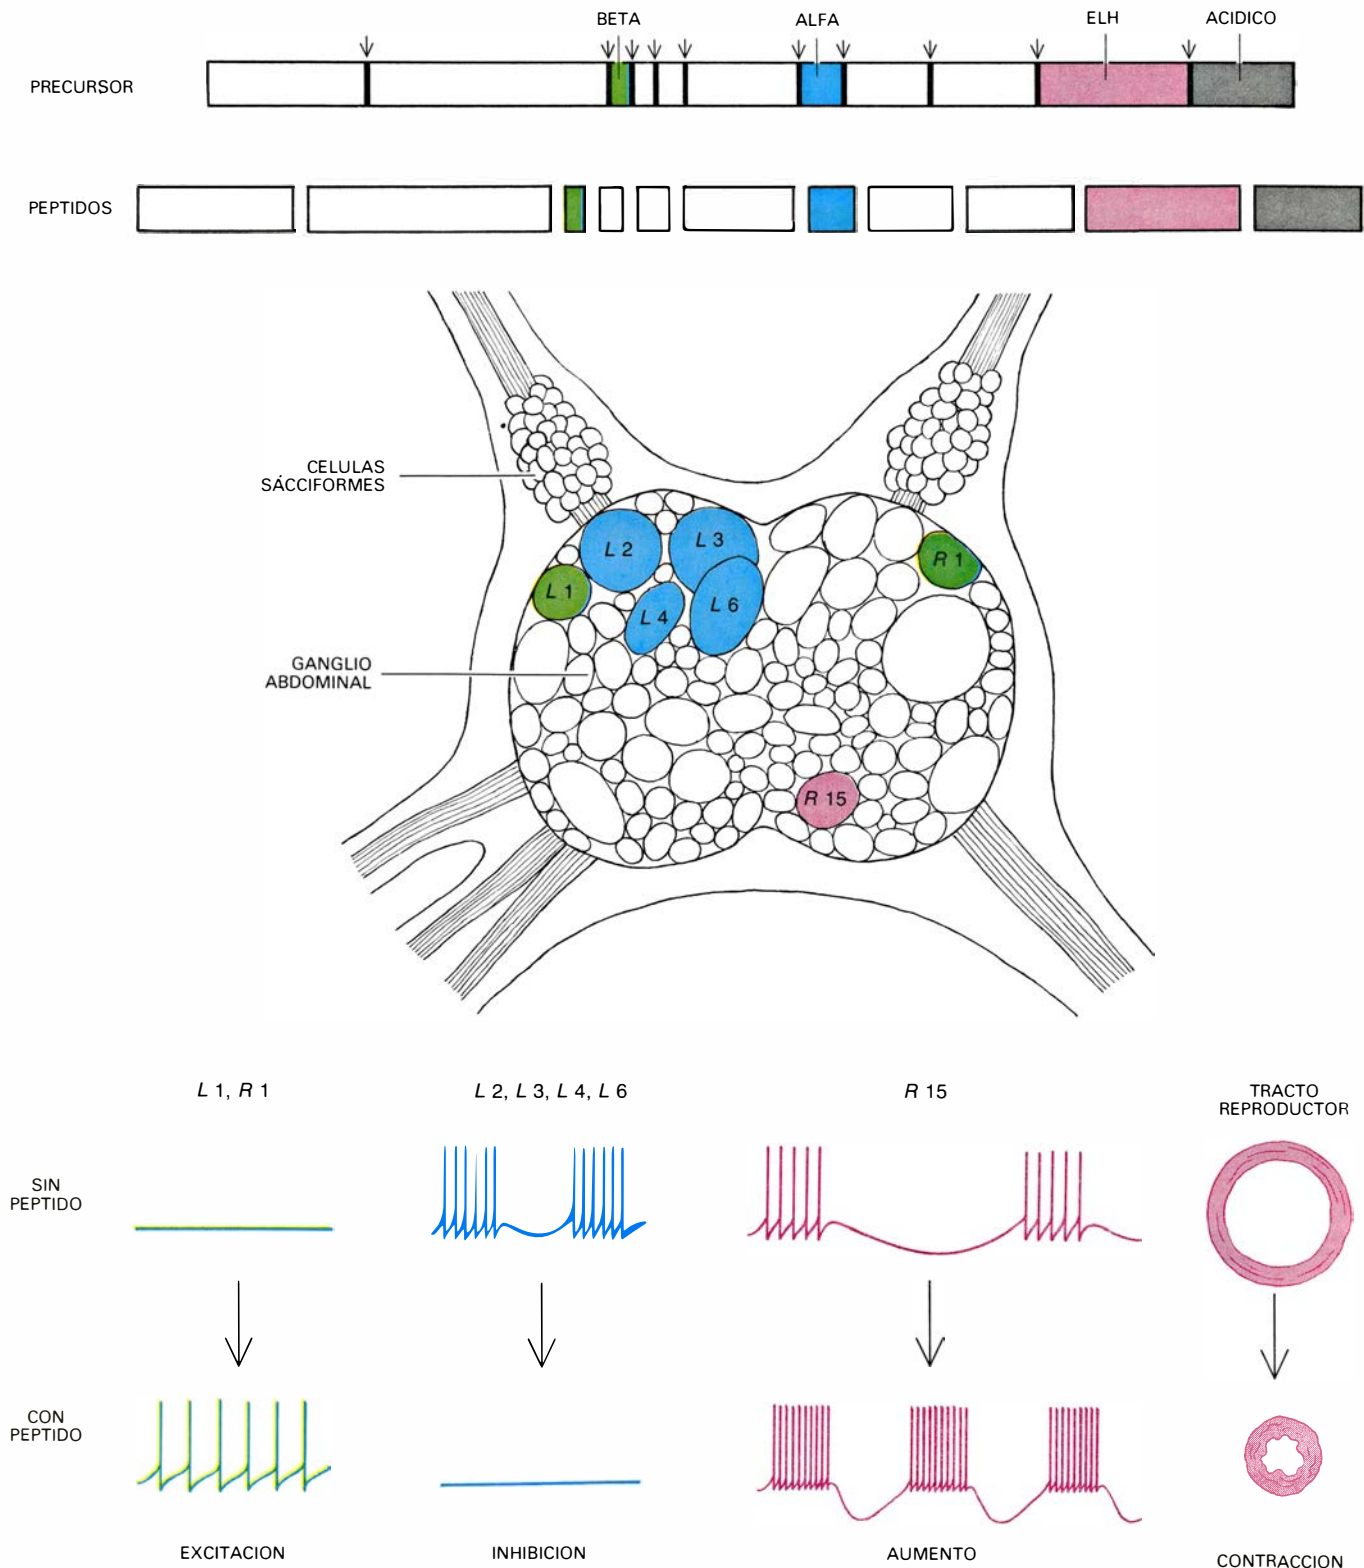 BETA
ALFA
ELH
ACIDICO
PRECURSOR
PEPTIDOS
CELULAS
SACCIFORMES
L 2
L 3
R 1
L 1
L 4
L 6
GANGLIO
ABDOMINAL
R 15
L 1, R 1
L 2, L 3, L 4, L 6
R 15
TRACTO
REPRODUCTOR
SIN
PEPTIDO
CON
PEPTIDO
EXCITACION
INHIBICION
AUMENTO
CONTRACCION